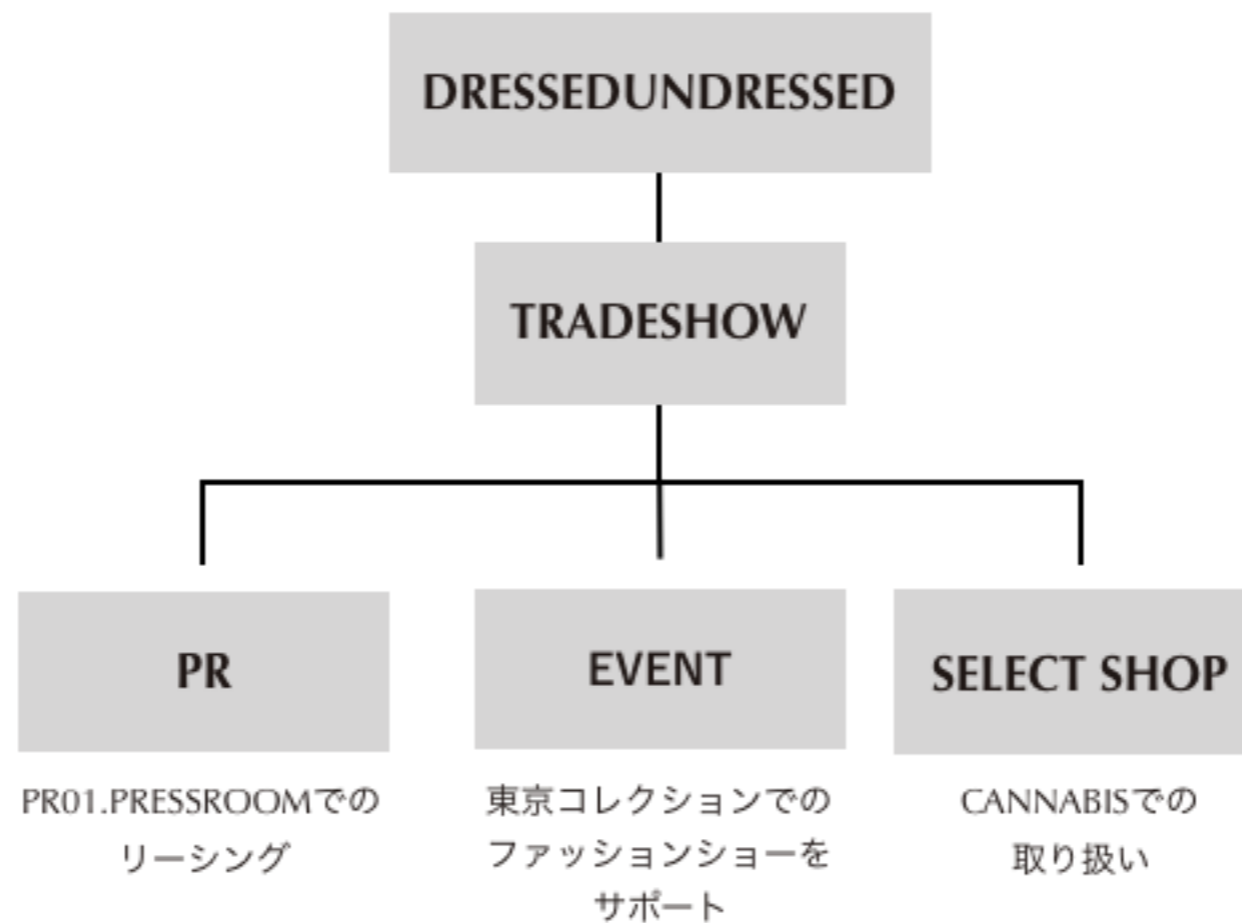 DRESSEDUNDRESSED
TRADESHOW
PR
EVENT
SELECT SHOP
PR01.PRESSROOMでの
リーシング
東京コレクションでの
ファッションショーを
サポート
CANNABISでの
取り扱い